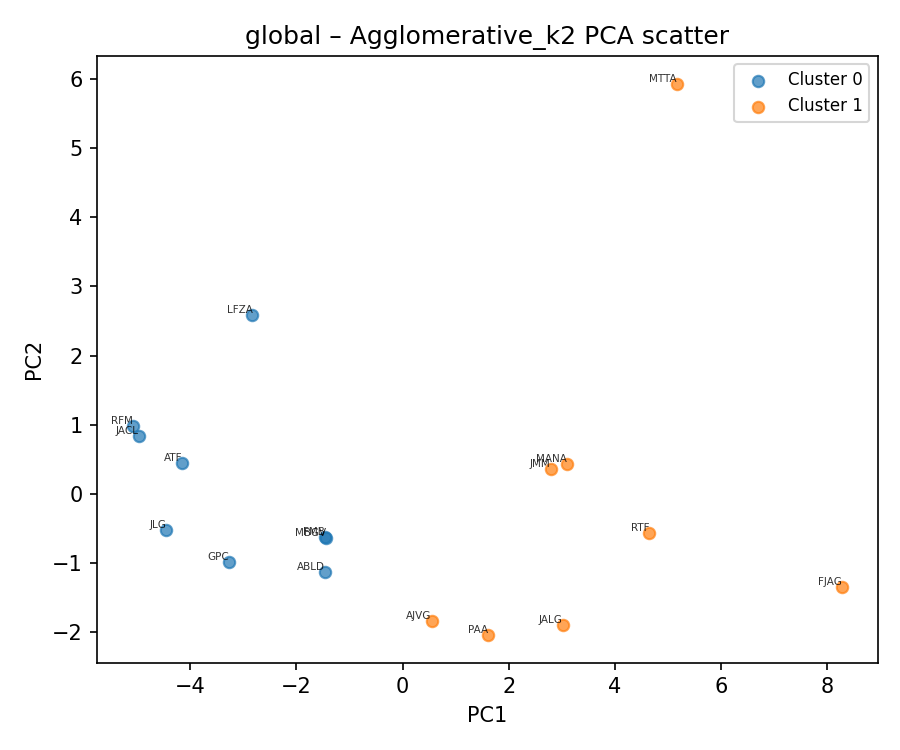 global – Agglomerative_k2 PCA scatter
Cluster 0
Cluster 1
MTTA
LFZA
RFM
JACL
ATF
MANA
JMM
JLG
RTF
GPC
ABLD
FJAG
AJVG
JALG
PAA
6
5
4
3
2
1
0
−1
−2
PC2
−4
−2
0
2
4
6
8
PC1